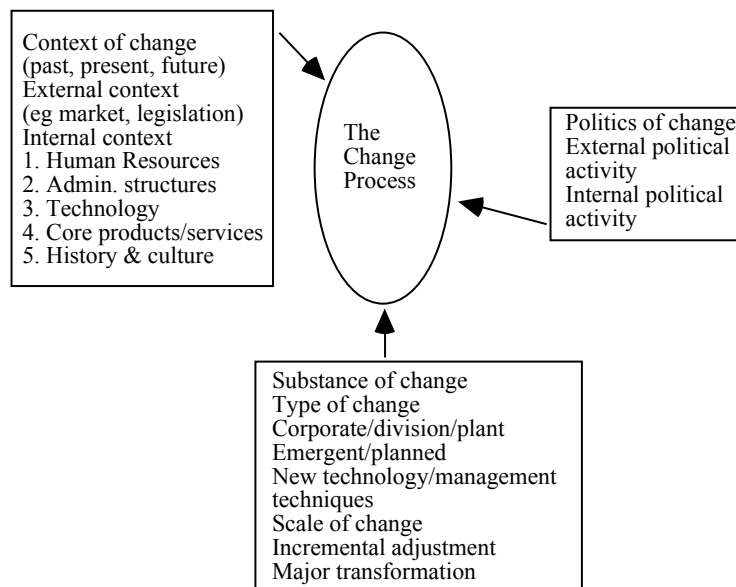 Context of change
(past, present, future)
External context
(eg market, legislation)
Internal context
1. Human Resources
2. Admin. structures
3. Technology
4. Core products/services
5. History & culture
The
Change
Process
Politics of change
External political
activity
Internal political
activity
Substance of change
Type of change
Corporate/division/plant
Emergent/planned
New technology/management
techniques
Scale of change
Incremental adjustment
Major transformation